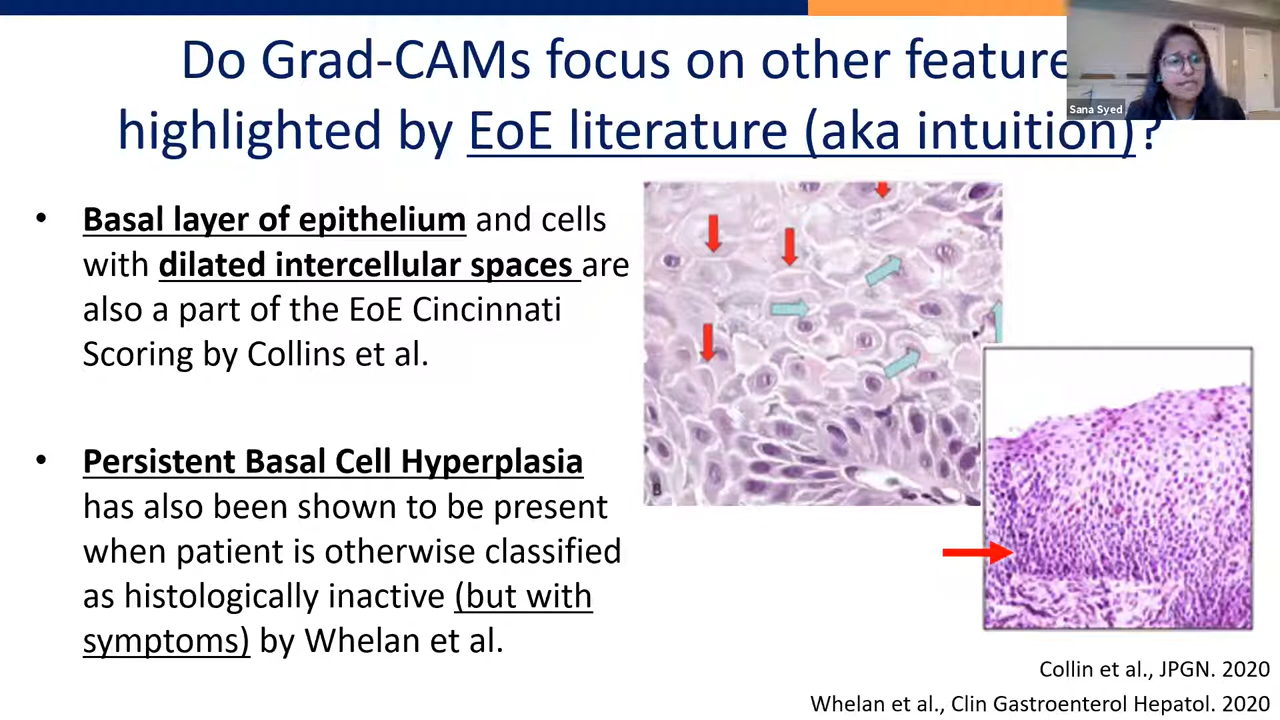 Do Grad-CAMs focus on other feature
highlighted by EoE literature (aka intuition)?
Sana Syed
• Basal layer of epithelium and cells
with dilated intercellular spaces are
also a part of the EoE Cincinnati
Scoring by Collins et al.
• Persistent Basal Cell Hyperplasia
has also been shown to be present
when patient is otherwise classified
as histologically inactive (but with
symptoms) by Whelan et al.
B
Collin et al., JPGN. 2020
Whelan et al., Clin Gastroenterol Hepatol. 2020